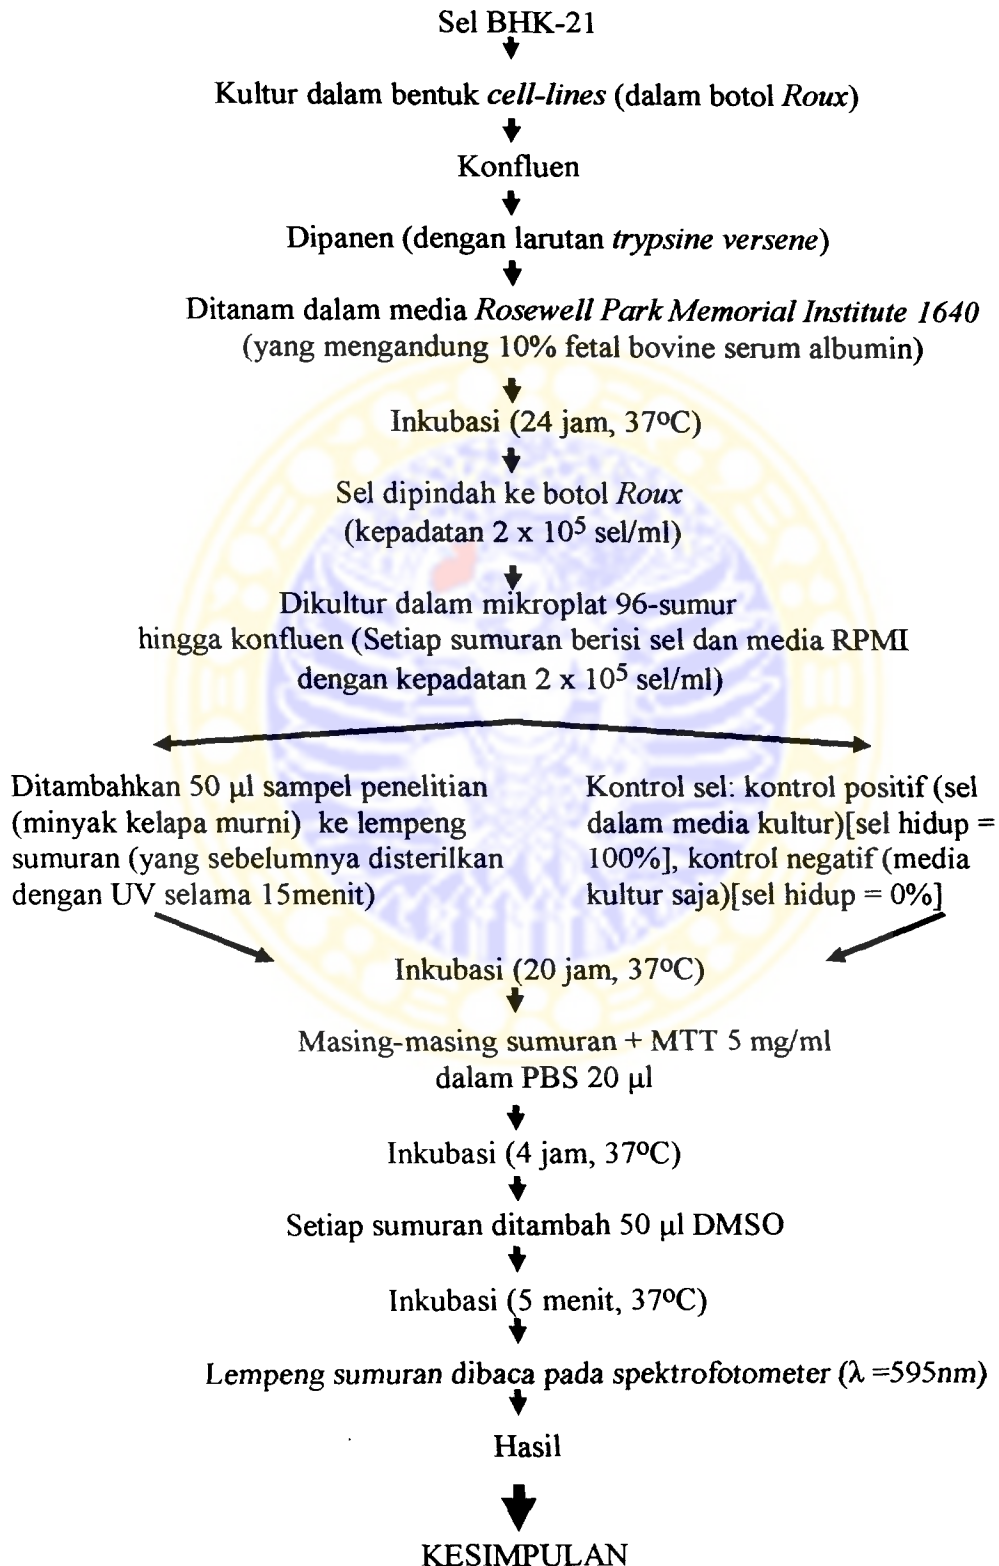 Sel BHK-21
Kultur dalam bentuk cell-lines (dalam botol Roux)
Konfluen
Dipanen (dengan larutan trypsine versene)
Ditanam dalam media Rosewell Park Memorial Institute 1640
(yang mengandung 10% fetal bovine serum albumin)
Inkubasi (24 jam, 37ºC)
Sel dipindah ke botol Roux
(kepadatan 2 x 10⁵ sel/ml)
Dikultur dalam mikroplat 96-sumur
hingga konfluen (Setiap sumuran berisi sel dan media RPMI
dengan kepadatan 2 x 10⁵ sel/ml)
Ditambahkan 50 µl sampel penelitian
(minyak kelapa murni) ke lempeng
sumuran (yang sebelumnya disterilkan
dengan UV selama 15menit)
Kontrol sel: kontrol positif (sel
dalam media kultur)[sel hidup =
100%], kontrol negatif (media
kultur saja)[sel hidup = 0%]
Inkubasi (20 jam, 37ºC)
Masing-masing sumuran + MTT 5 mg/ml
dalam PBS 20 µl
Inkubasi (4 jam, 37ºC)
Setiap sumuran ditambah 50 µl DMSO
Inkubasi (5 menit, 37ºC)
Lempeng sumuran dibaca pada spektrofotometer (λ =595nm)
Hasil
KESIMPULAN